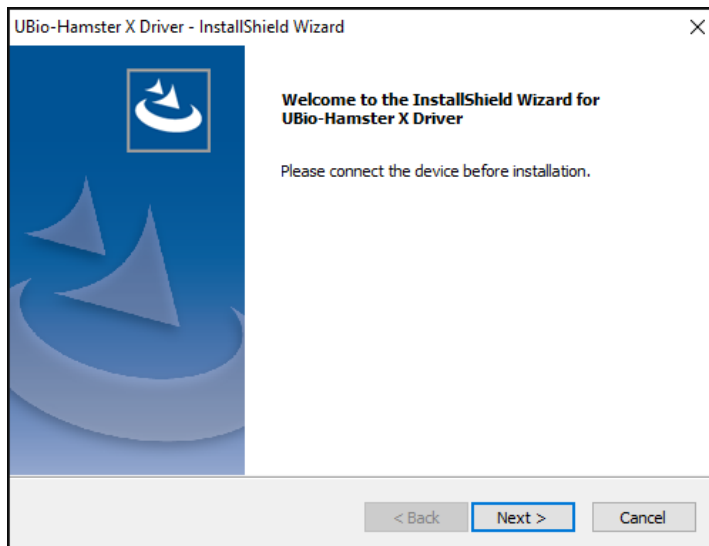 UBio-Hamster X Driver - InstallShield Wizard
Welcome to the InstallShield Wizard for
UBio-Hamster X Driver
Please connect the device before installation.
< Back
Next >
Cancel